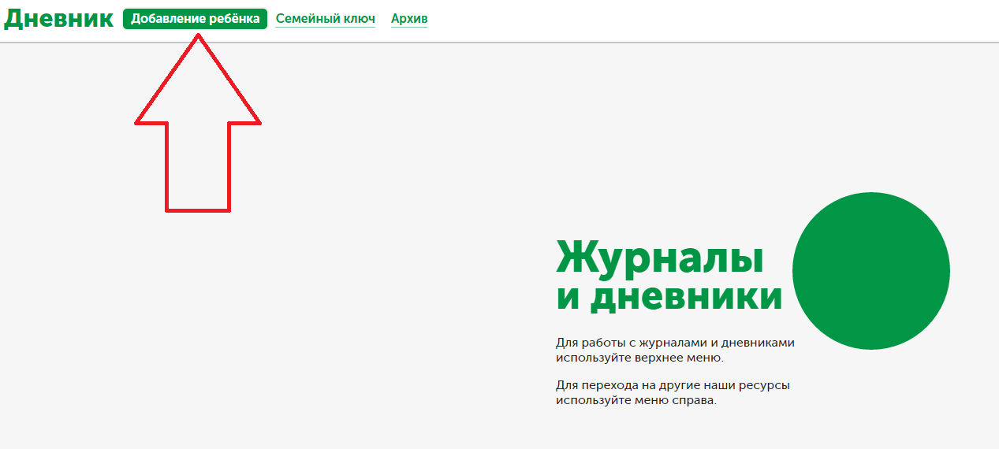 Дневник Добавление ребёнка Семейный ключ Архив
Журналы
и дневники
Для работы с журналами и дневниками
используйте верхнее меню.
Для перехода на другие наши ресурсы
используйте меню справа.